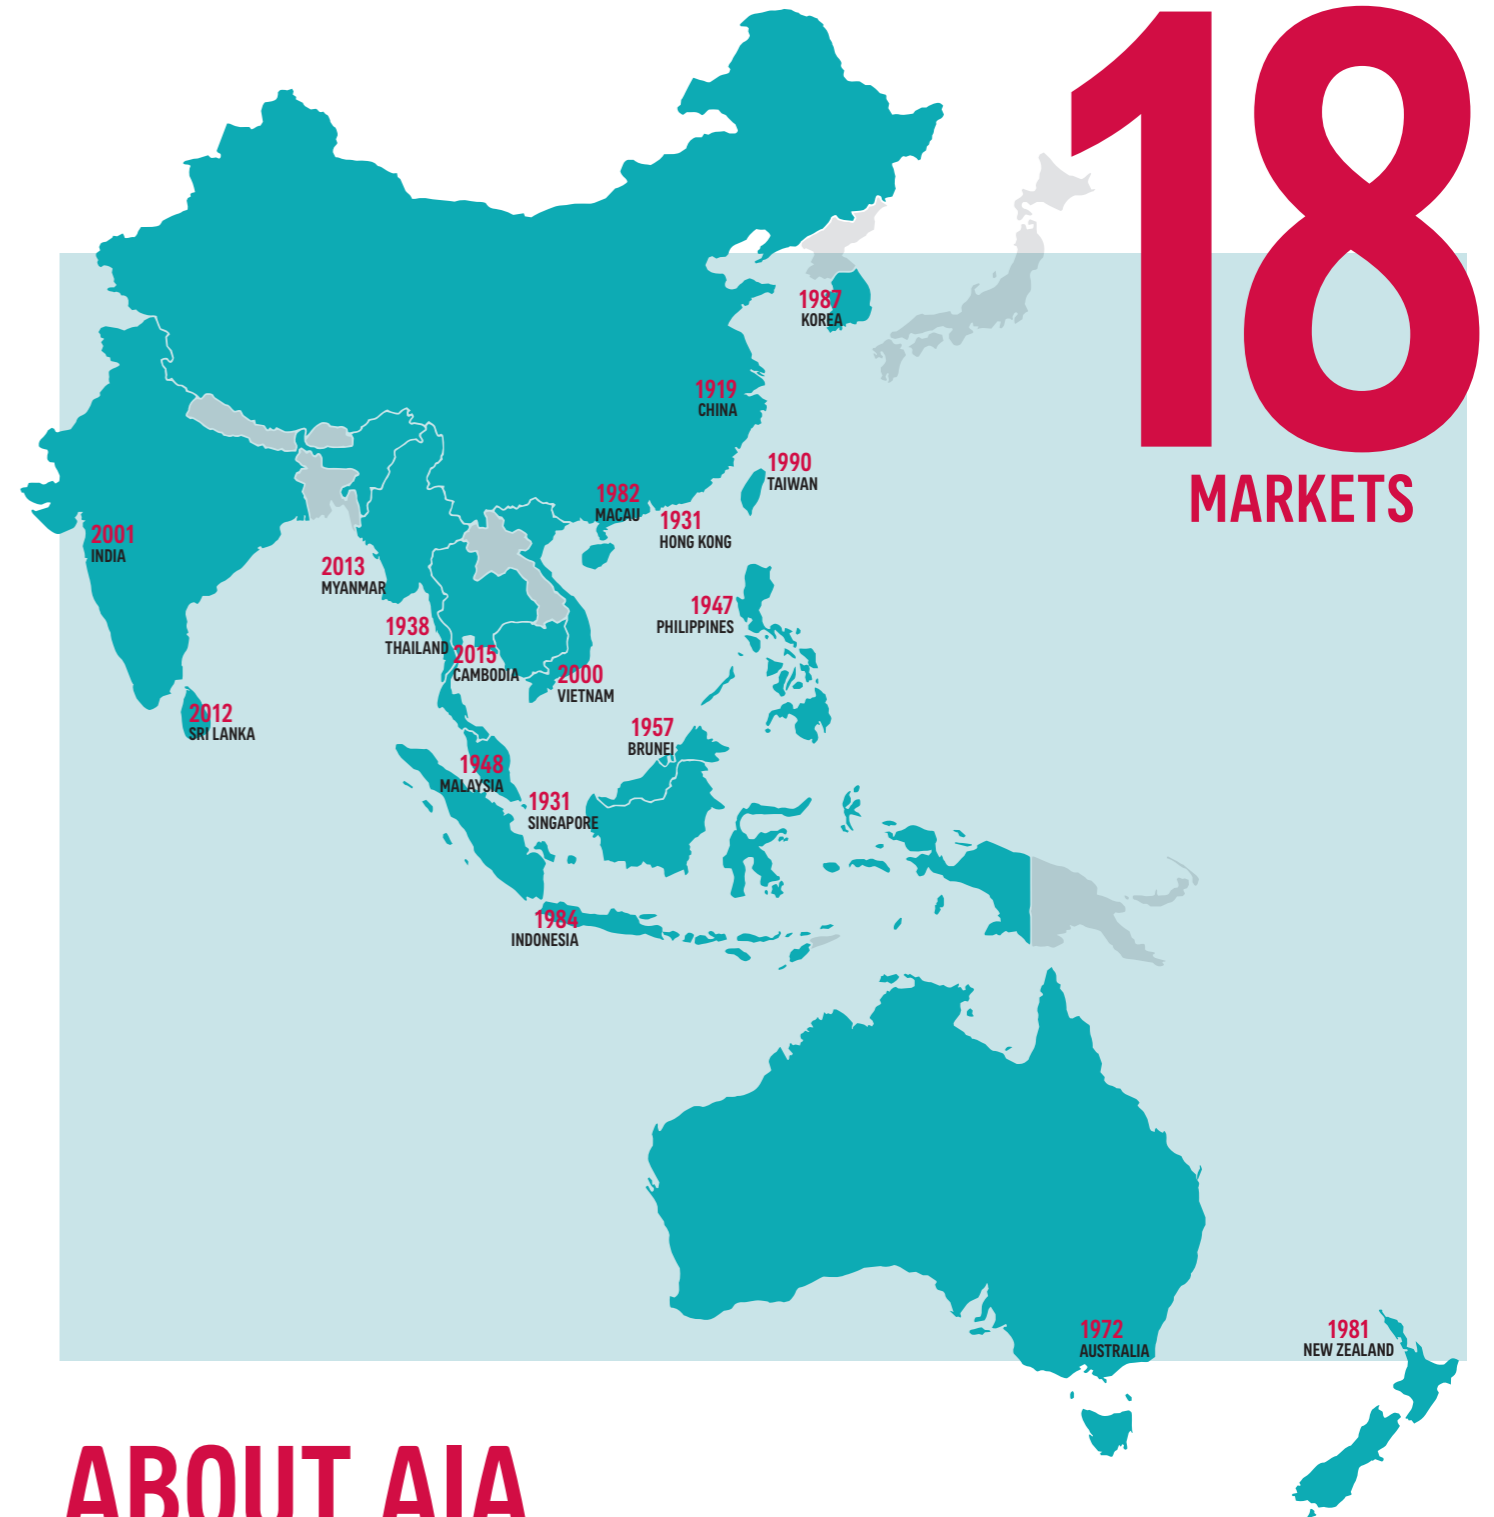 18
MARKETS
1987
KOREA
1919
CHINA
1990
TAIWAN
1982
MACAU
1931
HONG KONG
2001
INDIA
2013
MYANMAR
1947
PHILIPPINES
1938
THAILAND
2015
CAMBODIA
2000
VIETNAM
2012
SRI LANKA
1957
BRUNEI
1948
MALAYSIA
1931
SINGAPORE
1984
INDONESIA
1972
AUSTRALIA
1981
NEW ZEALAND
ABOUT AIA